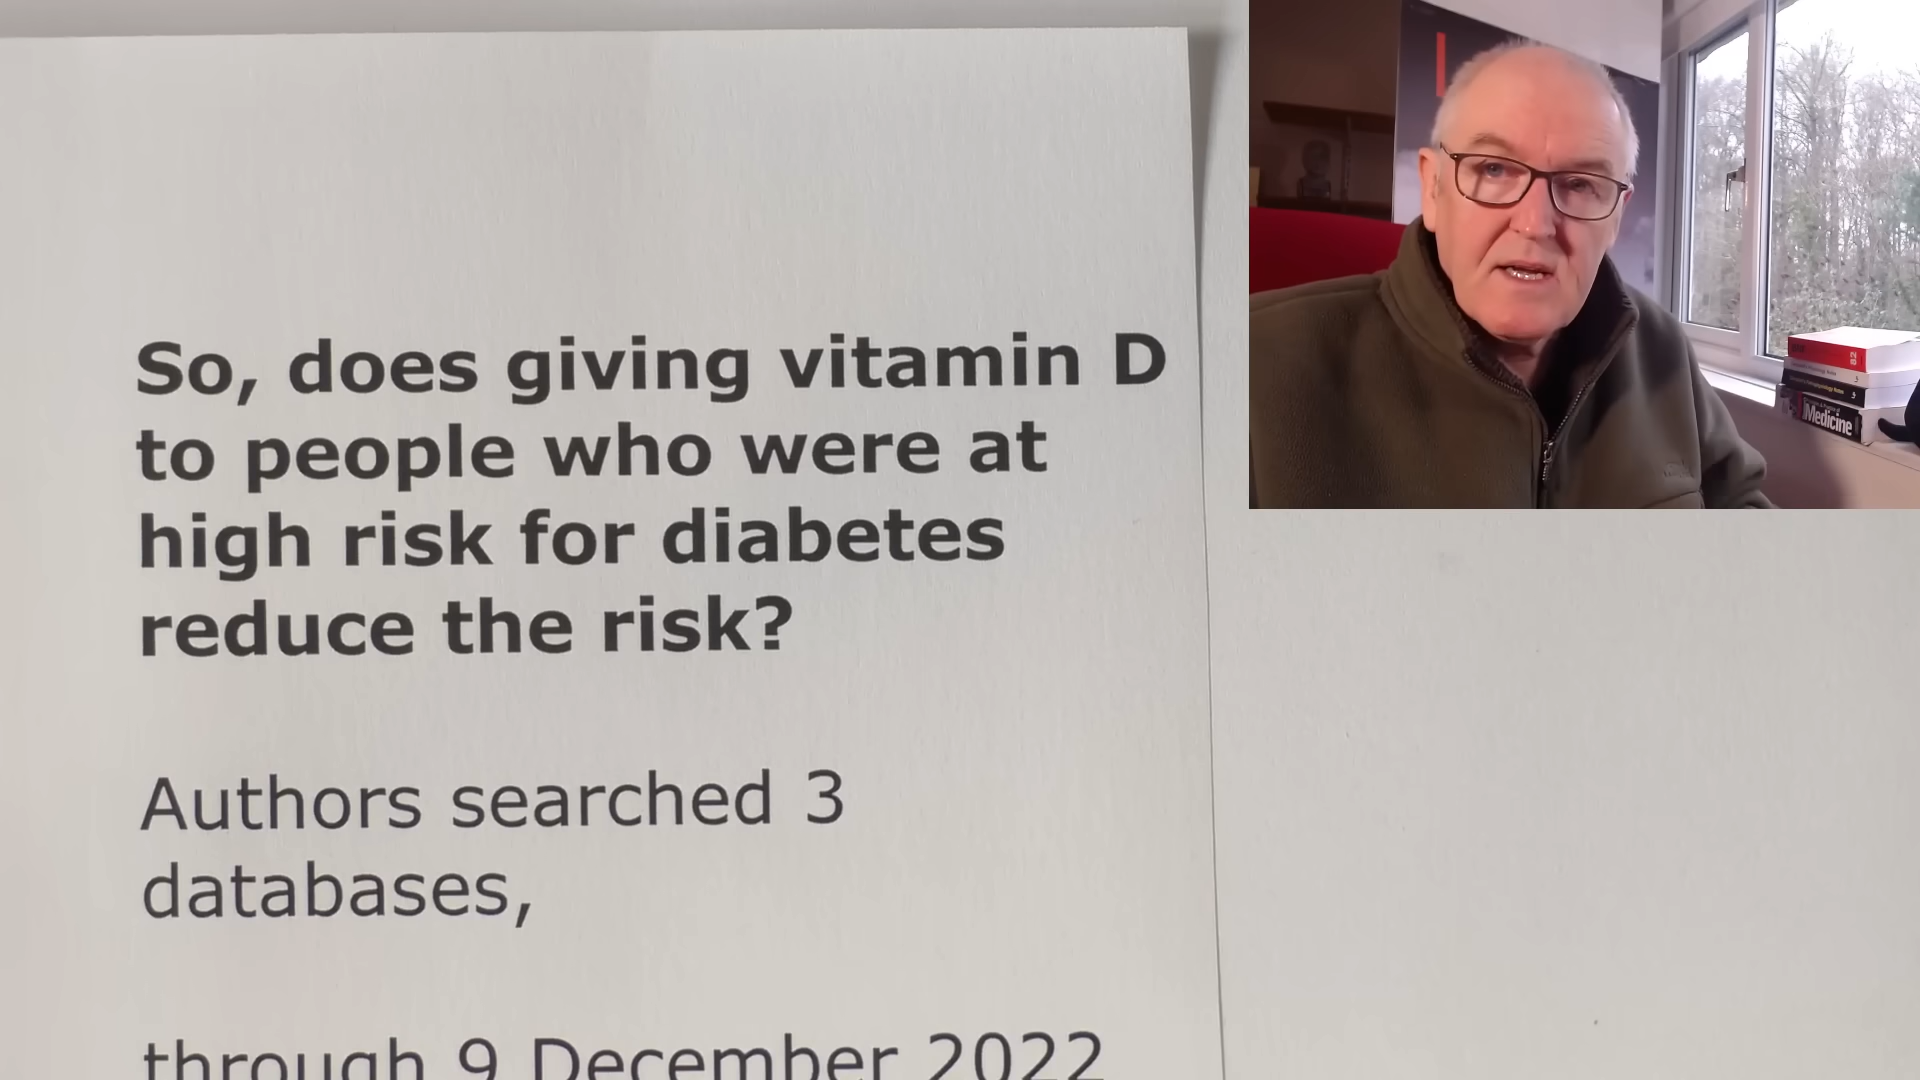 So, does giving vitamin D
to people who were at
high risk for diabetes
reduce the risk?
Authors searched 3
databases,
through 9 December 2022
Medicine